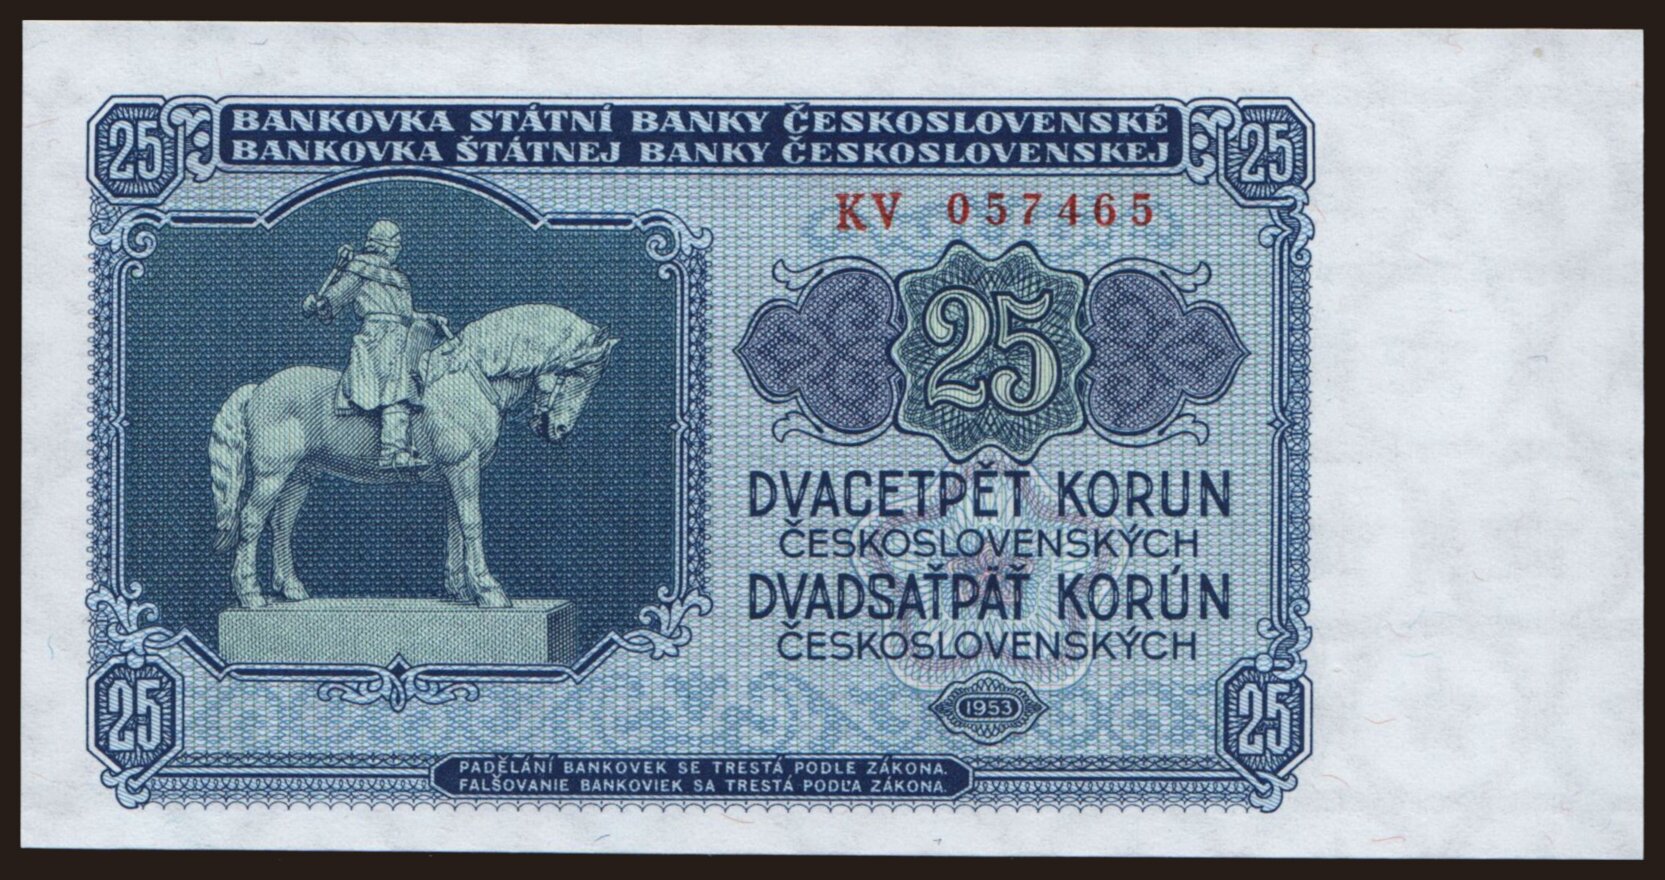 25
BANKOVKA STÁTNÍ BANKY ČESKOSLOVENSKÉ
25
BANKOVKA ŠTÁTNEJ BANKY ČESKOSLOVENSKEJ
KV 057465
25
DVACETPĚT KORUN
ČESKOSLOVENSKÝCH
DVADSAŤPÄŤ KORÚN
ČESKOSLOVENSKÝCH
1953
25
25
PADĚLÁNÍ BANKOVEK SE TRESTÁ PODLE ZÁKONA.
FALŠOVANIE BANKOVIEK SA TRESTÁ PODĽA ZÁKONA.